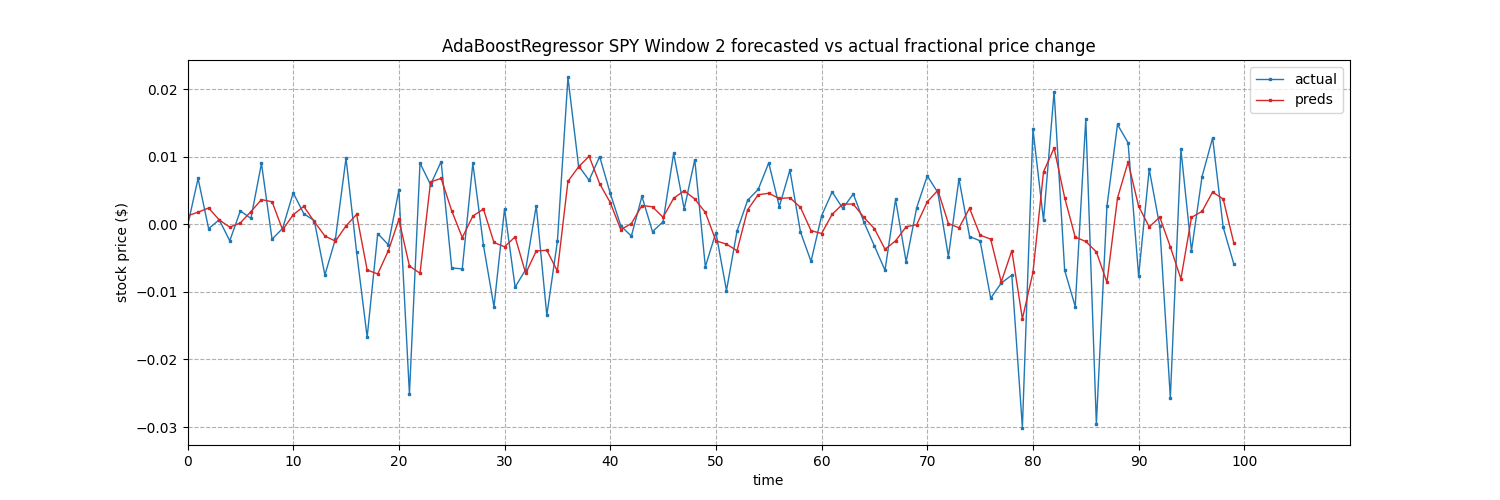 AdaBoostRegressor SPY Window 2 forecasted vs actual fractional price change
actual
preds
stock price ($)
0.02
0.01
0.00
−0.01
−0.02
−0.03
0 10 20 30 40 50 60 70 80 90 100
time